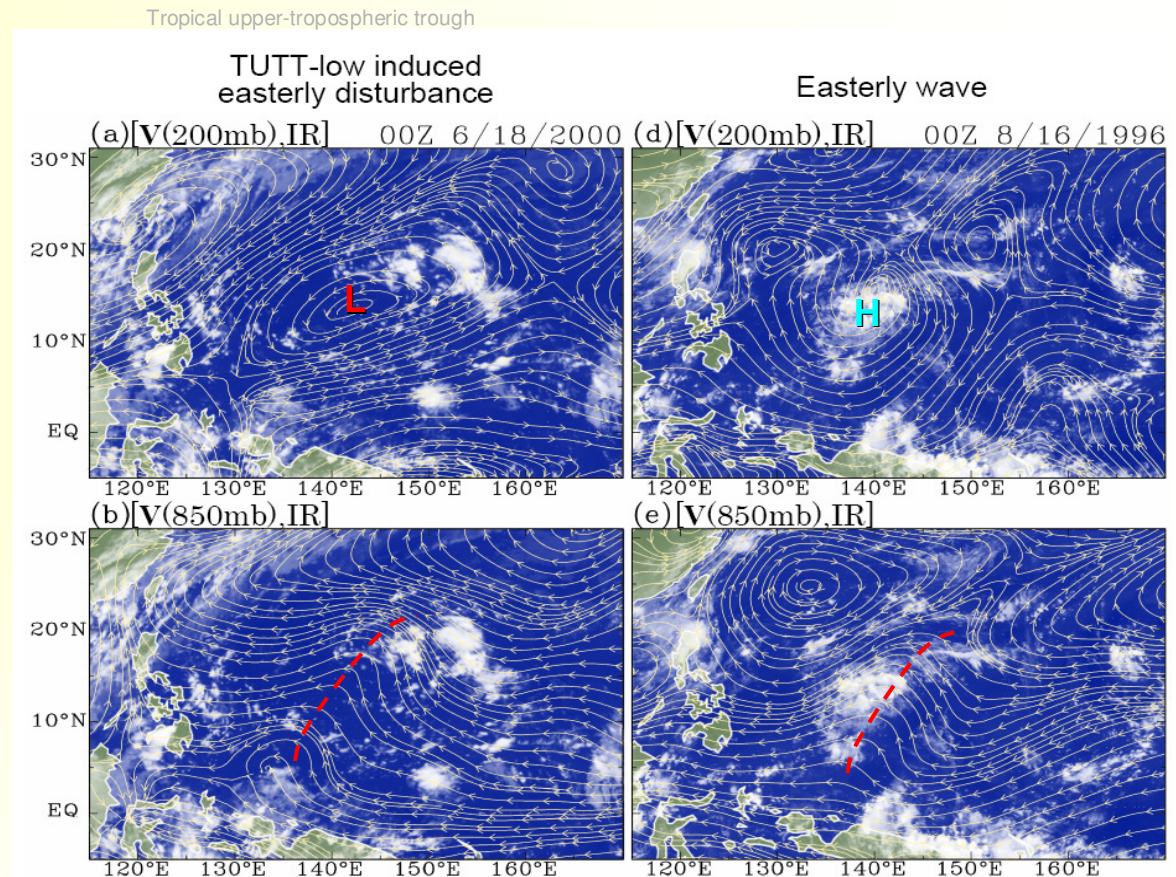 Tropical upper-tropospheric trough
TUTT-low induced
easterly disturbance
Easterly wave
(a)[V(200mb),IR] 00Z 6/18/2000
(d)[V(200mb),IR] 00Z 8/16/1996
30°N
20°N
10°N
EQ
L
H
120°E 130°E 140°E 150°E 160°E
120°E 130°E 140°E 150°E 160°E
(b)[V(850mb),IR]
(e)[V(850mb),IR]
30°N
20°N
10°N
EQ
120°E 130°E 140°E 150°E 160°E
120°E 130°E 140°E 150°E 160°E